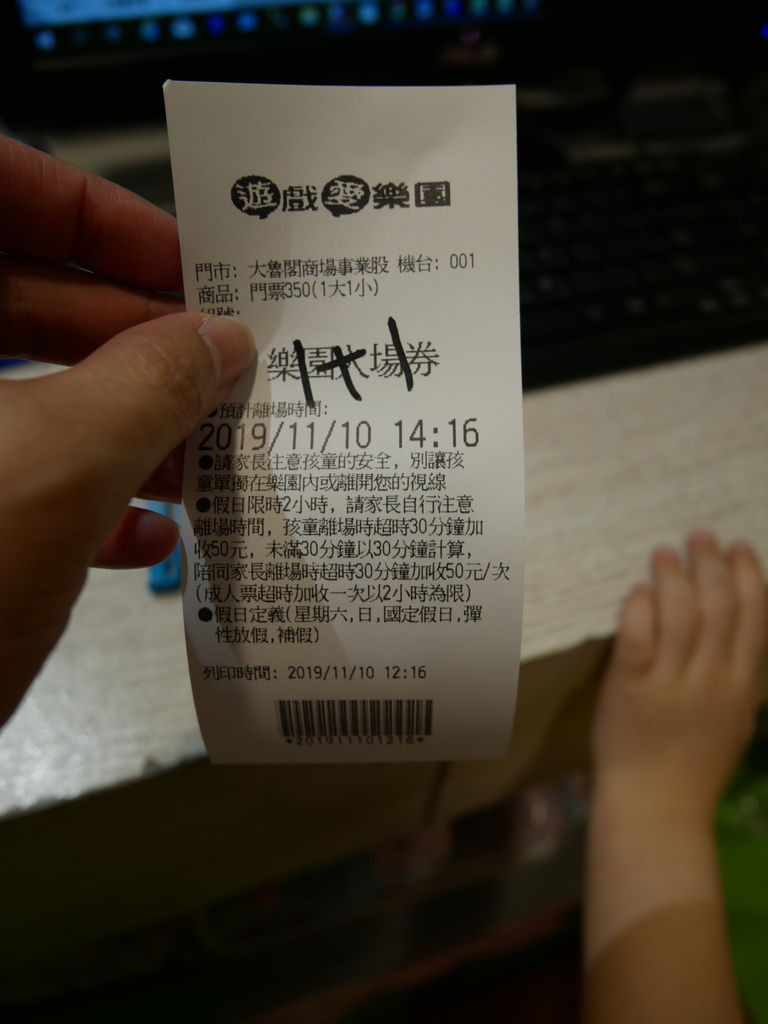 遊戲愛樂園
門市: 大魯閣商場事業股 機台: 001
商品: 門票350(1大1小)
樂園入場券
1+1
●預計離場時間:
2019/11/10 14:16
●請家長注意孩童的安全, 別讓孩
童單獨在樂園內或離開您的視線
●假日限時2小時, 請家長自行注意
離場時間, 孩童離場時超時30分鐘加
收50元, 未滿30分鐘以30分鐘計算,
陪同家長離場時超時30分鐘加收50元/次
(成人票超時加收一次以2小時為限)
●假日定義(星期六,日,國定假日,彈
性放假,補假)
列印時間: 2019/11/10 12:16
*201911101216*